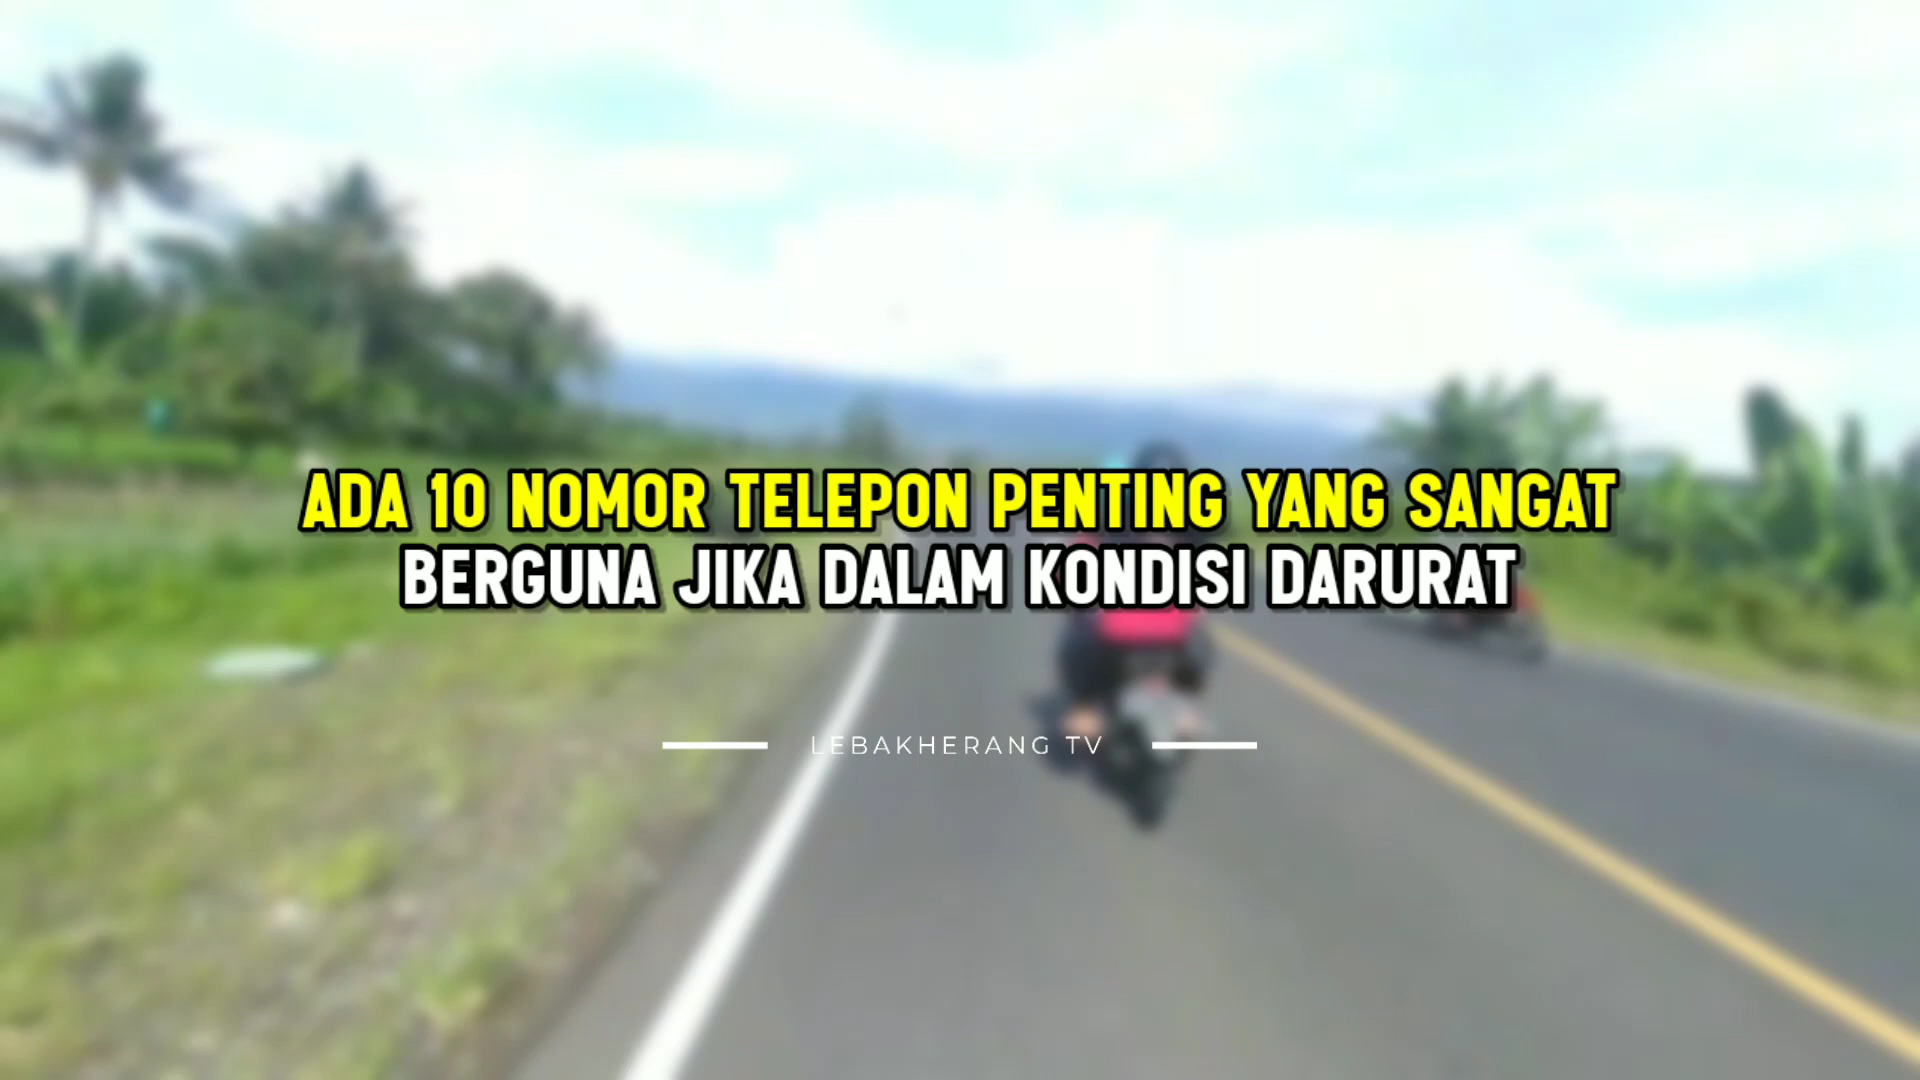 ADA 10 NOMOR TELEPON PENTING YANG SANGAT
BERGUNA JIKA DALAM KONDISI DARURAT
LEBAKHERANG TV